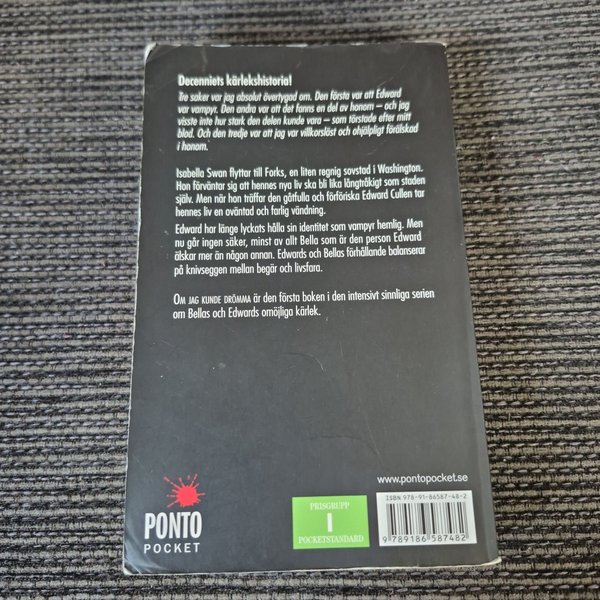 Decenniets kärlekshistoria!
Tre saker var jag absolut övertygad om. Den första var att Edward
var vampyr. Den andra var att det fanns en del av honom – och jag
visste inte hur stark den delen kunde vara – som törstade efter mitt
blod. Och den tredje var att jag var villkorslöst och ohjälpligt förälskad
i honom.
Isabella Swan flyttar till Forks, en liten regnig sovstad i Washington.
Hon förväntar sig att hennes nya liv ska bli lika långtråkigt som staden
själv. Men när hon träffar den gåtfulla och förföriska Edward Cullen tar
hennes liv en oväntad och farlig vändning.
Edward har länge lyckats hålla sin identitet som vampyr hemlig. Men
nu går ingen säker, minst av allt Bella som är den person Edward
älskar mer än någon annan. Edwards och Bellas förhållande balanserar
på knivseggen mellan begär och livsfara.
OM JAG KUNDE DRÖMMA är den första boken i den intensivt sinnliga serien
om Bellas och Edwards omöjliga kärlek.
www.pontopocket.se
PONTO
POCKET
PRISGRUPP
1
POCKETSTANDARD
ISBN 978-91-86587-48-2
9 789186 587482